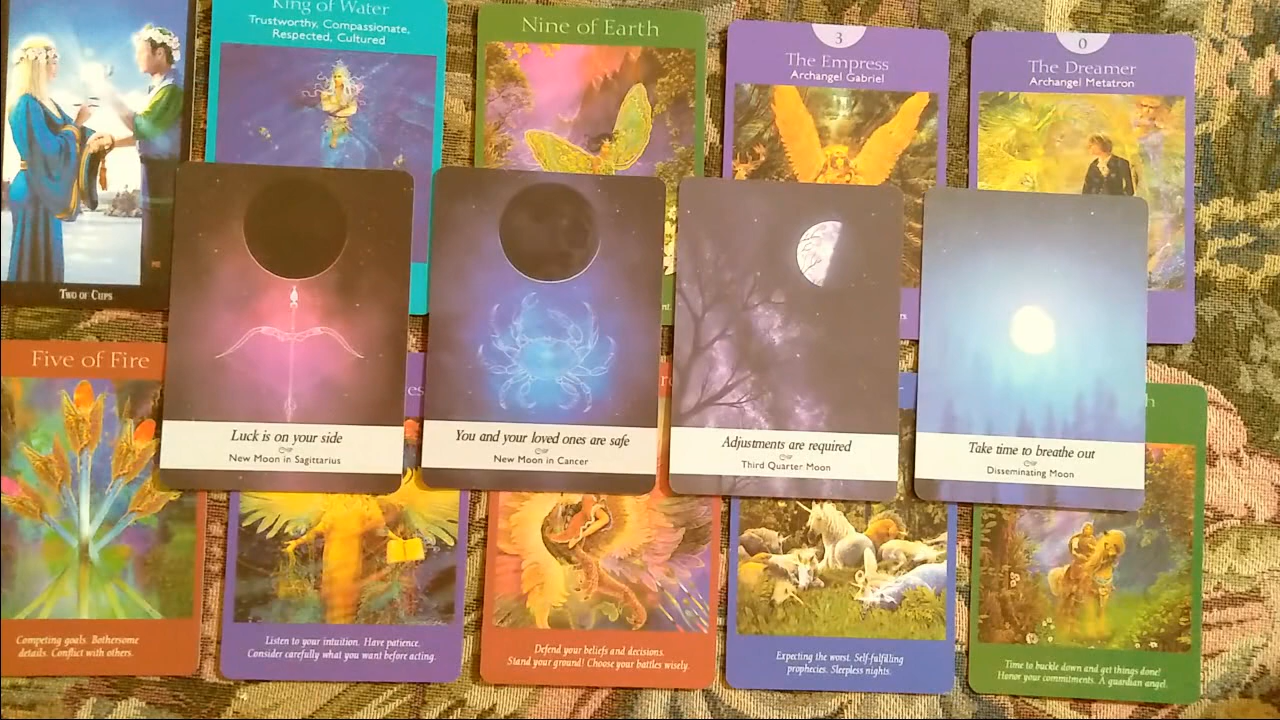 King of Water
Trustworthy, Compassionate,
Respected, Cultured
Nine of Earth
3
The Empress
Archangel Gabriel
0
The Dreamer
Archangel Metatron
Two of Cups
Five of Fire
Luck is on your side
New Moon in Sagittarius
You and your loved ones are safe
New Moon in Cancer
Adjustments are required
Third Quarter Moon
Take time to breathe out
Disseminating Moon
Competing goals. Bothersome
details. Conflict with others.
Listen to your intuition. Have patience.
Consider carefully what you want before acting.
Defend your beliefs and decisions.
Stand your ground! Choose your battles wisely.
Expecting the worst. Self-fulfilling
prophecies. Sleepless nights.
Time to buckle down and get things done!
Honor your commitments. A guardian angel.